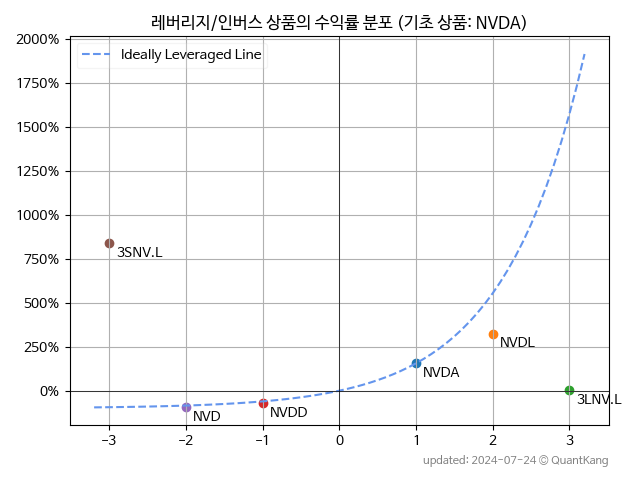 레버리지/인버스 상품의 수익률 분포 (기초 상품: NVDA)
2000%
1750%
1500%
1250%
1000%
750%
500%
250%
0%
Ideally Leveraged Line
3SNV.L
NVDL
NVDA
3LNV.L
NVDD
NVD
−3
−2
−1
0
1
2
3
updated: 2024-07-24 © QuantKang